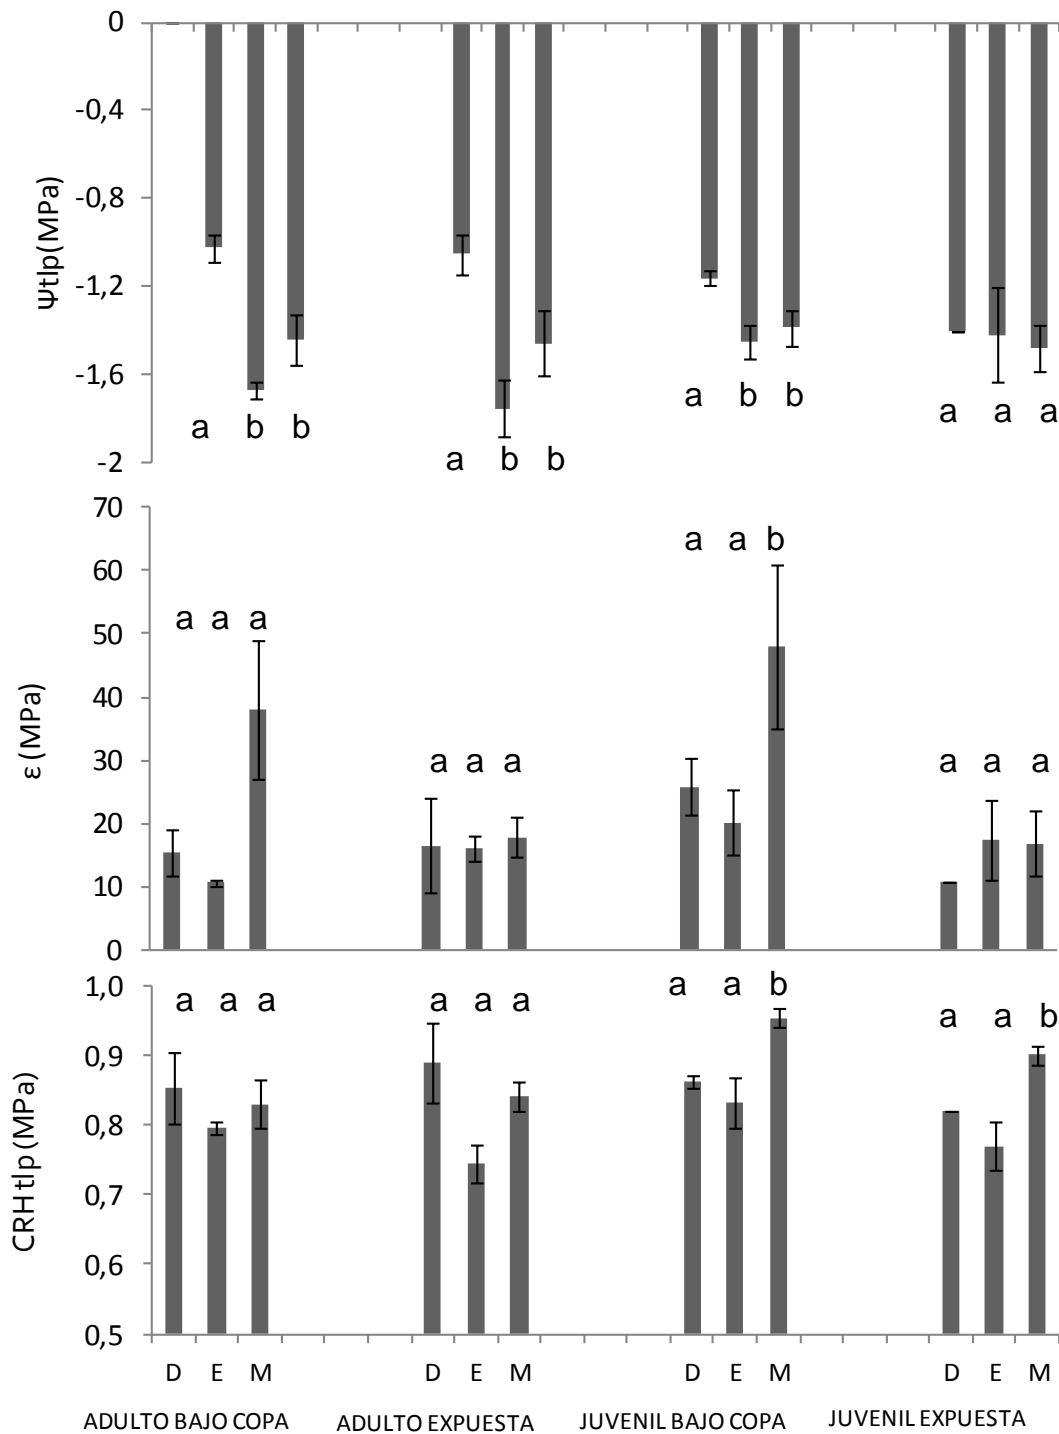 0
-0,4
-0,8
-1,2
-1,6
-2
Ψtlp(MPa)
a b b
a b b
a b b
a a a
70
60
50
40
30
20
10
0
ε (MPa)
a a a
a a a
a a b
a a a
1,0
0,9
0,8
0,7
0,6
0,5
CRH tlp (MPa)
a a a
a a a
a a b
a a b
D E M D E M D E M D E M
ADULTO BAJO COPA ADULTO EXPUESTA JUVENIL BAJO COPA JUVENIL EXPUESTA